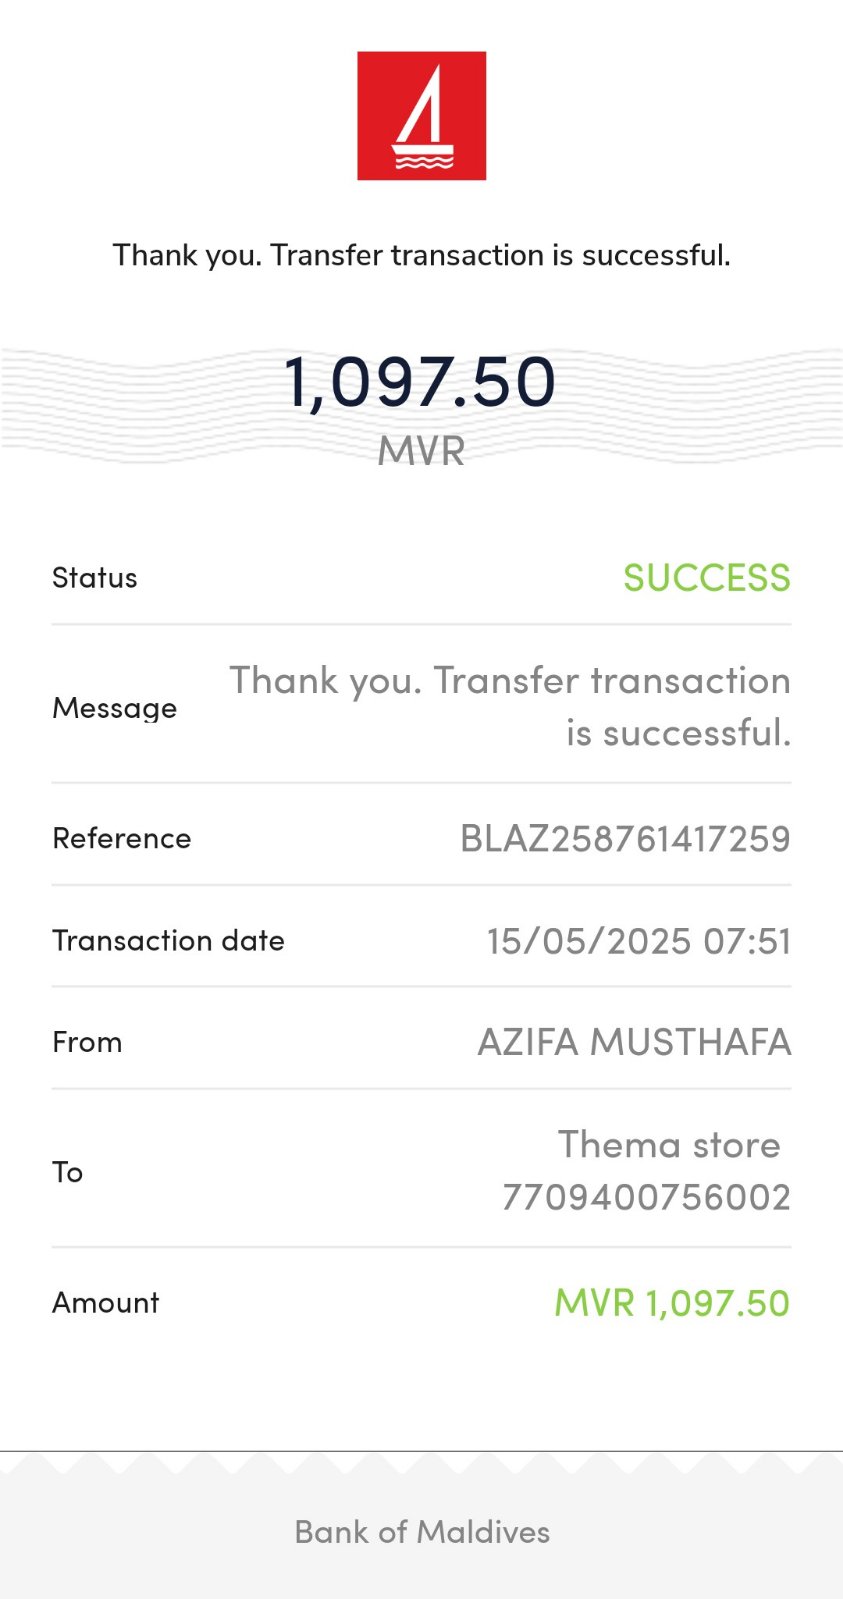 Thank you. Transfer transaction is successful.
1,097.50
MVR
Status SUCCESS
Message Thank you. Transfer transaction
is successful.
Reference BLAZ258761417259
Transaction date 15/05/2025 07:51
From AZIFA MUSTHAFA
To Thema store
7709400756002
Amount MVR 1,097.50
Bank of Maldives